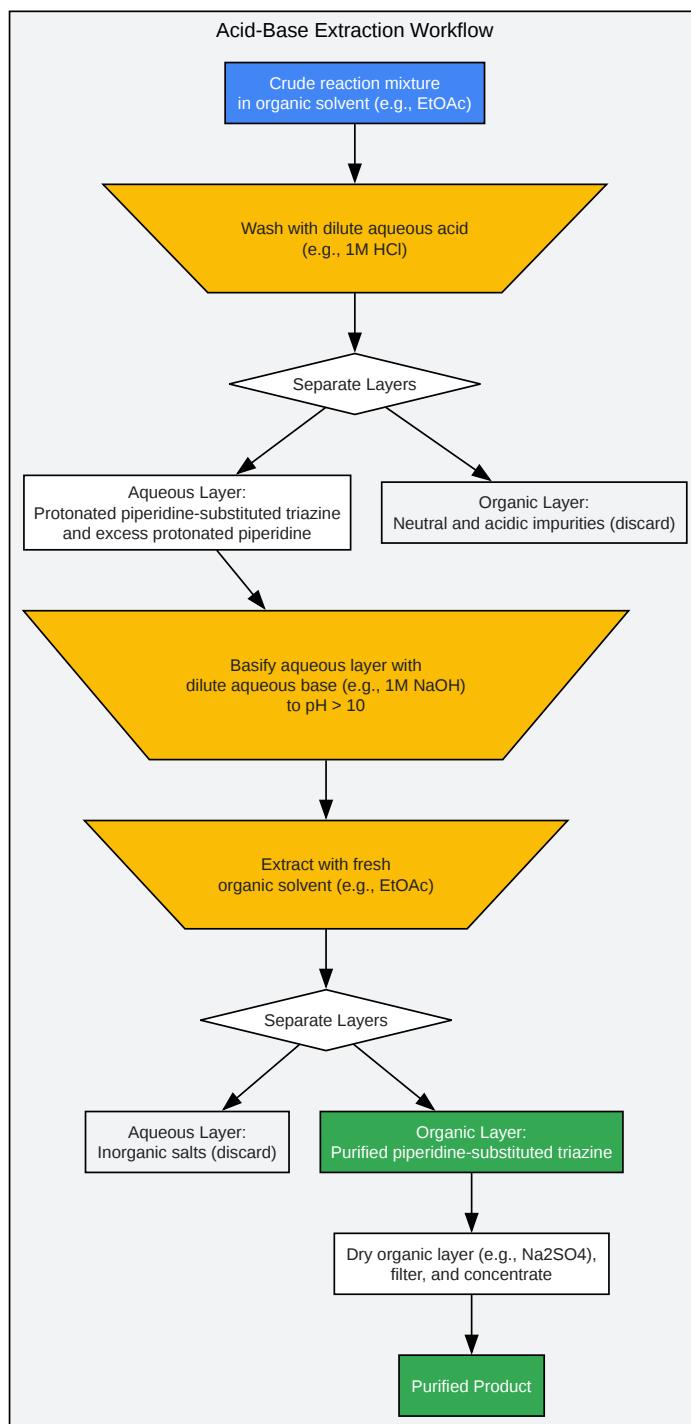 Acid-Base Extraction Workflow
Crude reaction mixture
in organic solvent (e.g., EtOAc)
Wash with dilute aqueous acid
(e.g., 1M HCl)
Separate Layers
Aqueous Layer:
Protonated piperidine-substituted triazine
and excess protonated piperidine
Organic Layer:
Neutral and acidic impurities (discard)
Basify aqueous layer with
dilute aqueous base (e.g., 1M NaOH)
to pH > 10
Extract with fresh
organic solvent (e.g., EtOAc)
Separate Layers
Aqueous Layer:
Inorganic salts (discard)
Organic Layer:
Purified piperidine-substituted triazine
Dry organic layer (e.g., Na2SO4),
filter, and concentrate
Purified Product